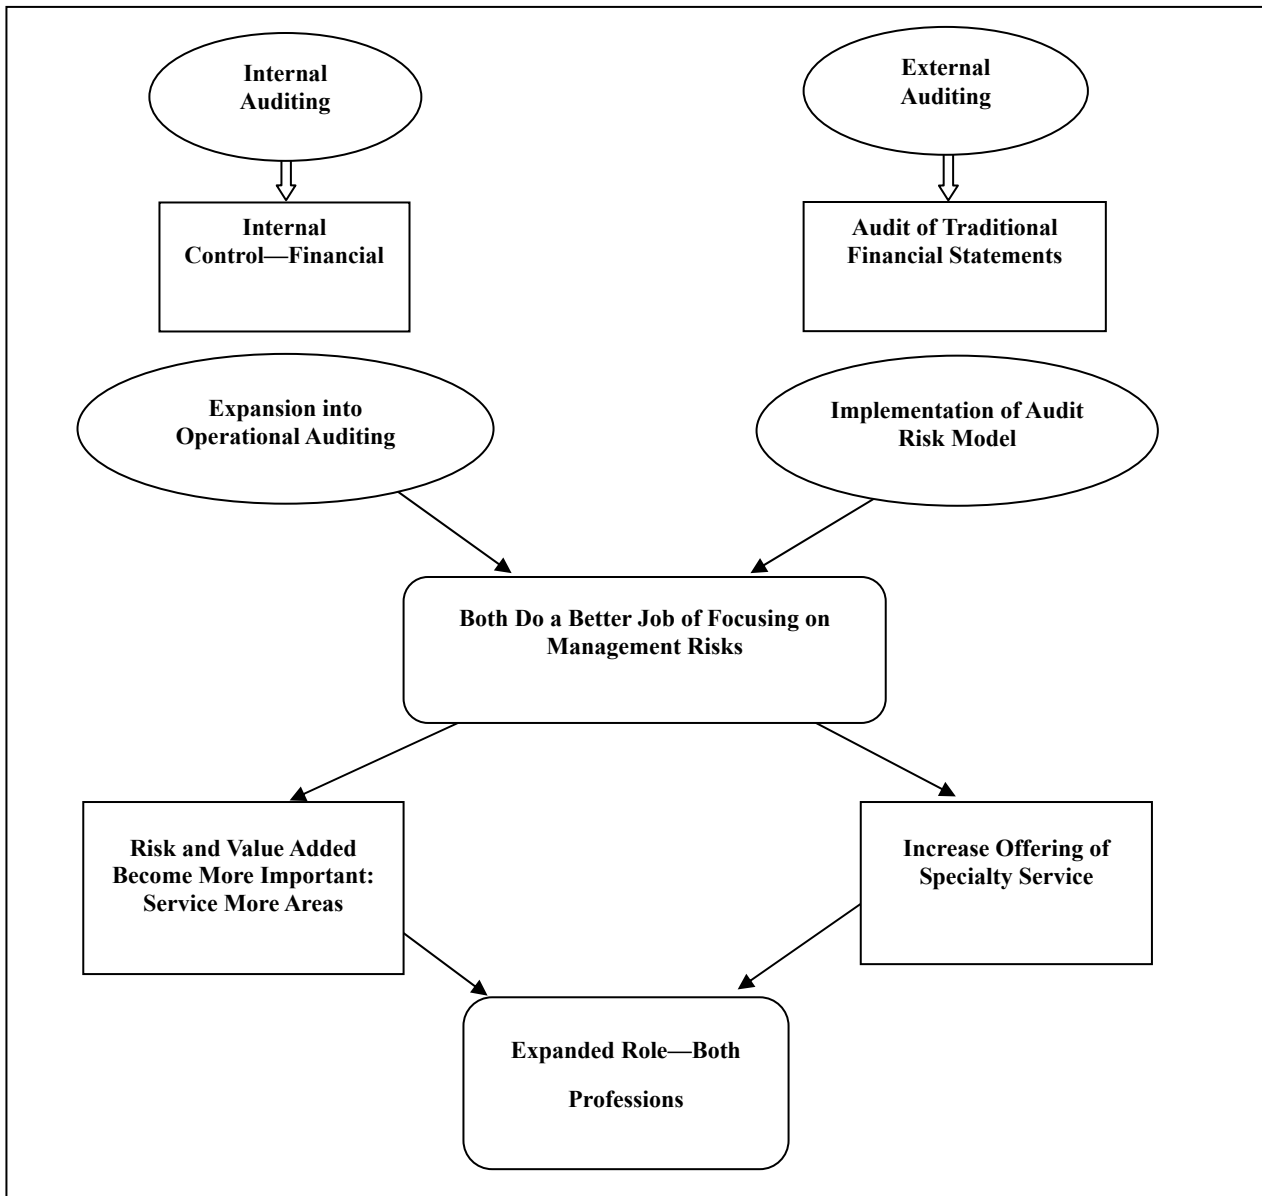 Internal
Auditing
External
Auditing
Internal
Control—Financial
Audit of Traditional
Financial Statements
Expansion into
Operational Auditing
Implementation of Audit
Risk Model
Both Do a Better Job of Focusing on
Management Risks
Risk and Value Added
Become More Important:
Service More Areas
Increase Offering of
Specialty Service
Expanded Role—Both
Professions